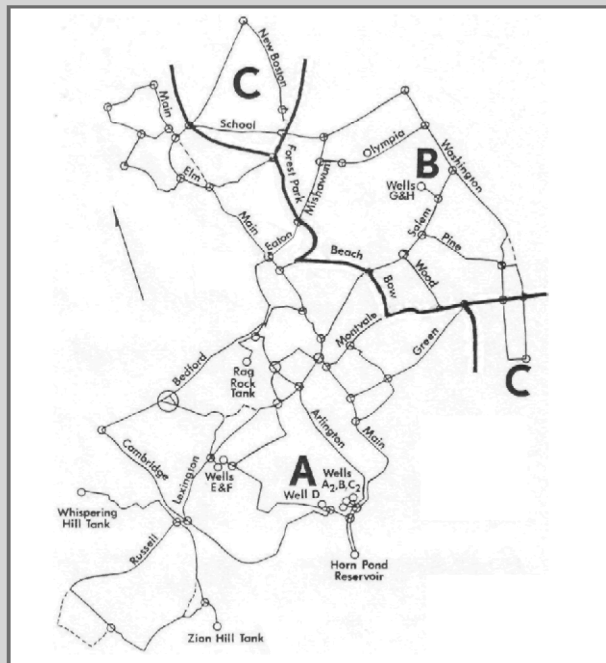 New Boston
C
Main
School
Forest Park
Mishawum
Olympia
B
Washington
Wells
G&H
Elm
Main
Eaton
Salem
Pine
Beach
Bow
Wood
Montvale
Green
C
Bedford
Rag
Rock
Tank
Arlington
Main
Cambridge
Lexington
A
Wells
E&F
Wells
A2,B,C2
Well D
Whispering
Hill Tank
Russell
Horn Pond
Reservoir
Zion Hill Tank